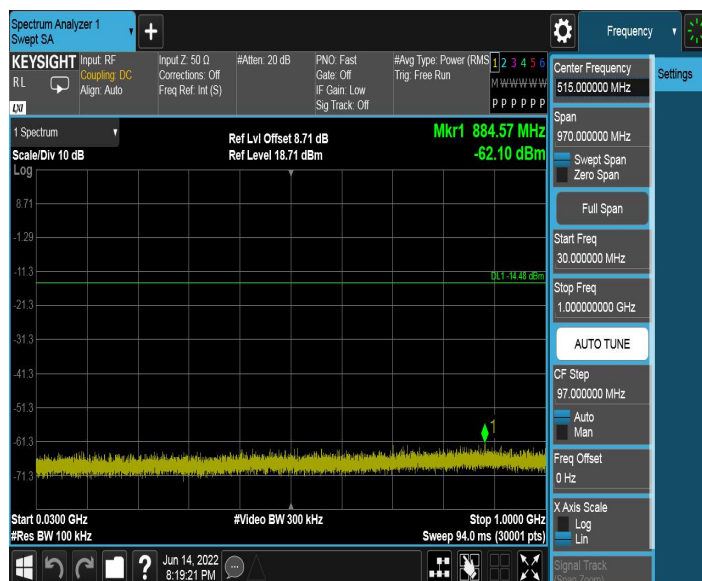 Spectrum Analyzer 1
Swept SA
+
Frequency
KEYSIGHT
RL
LXI
Input: RF
Coupling: DC
Align: Auto
Input Z: 50 Ω
Corrections: Off
Freq Ref: Int (S)
#Atten: 20 dB
PNO: Fast
Gate: Off
IF Gain: Low
Sig Track: Off
#Avg Type: Power (RMS
Trig: Free Run
1 2 3 4 5 6
M W W W W W
P P P P P P
1 Spectrum
Scale/Div 10 dB
Ref Lvl Offset 8.71 dB
Ref Level 18.71 dBm
Mkr1 884.57 MHz
-62.10 dBm
Log
8.71
-1.29
-11.3
DL1 -14.48 dBm
-21.3
-31.3
-41.3
-51.3
1
-61.3
-71.3
Start 0.0300 GHz
#Res BW 100 kHz
#Video BW 300 kHz
Stop 1.0000 GHz
Sweep 94.0 ms (30001 pts)
Center Frequency
515.000000 MHz
Settings
Span
970.000000 MHz
Swept Span
Zero Span
Full Span
Start Freq
30.000000 MHz
Stop Freq
1.000000000 GHz
AUTO TUNE
CF Step
97.000000 MHz
Auto
Man
Freq Offset
0 Hz
X Axis Scale
Log
Lin
Signal Track
(Span Zoom)
?
Jun 14, 2022
8:19:21 PM